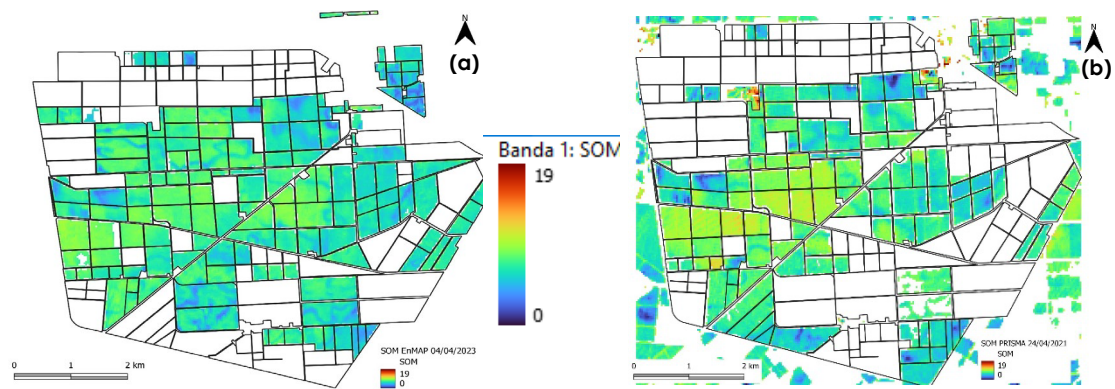 N
(a)
SOM EnMAP 04/04/2023
SOM
19
0
0 1 2 km
Banda 1: SOM
19
0
N
(b)
SOM PRISMA 24/04/2021
SOM
19
0
0 1 2 km